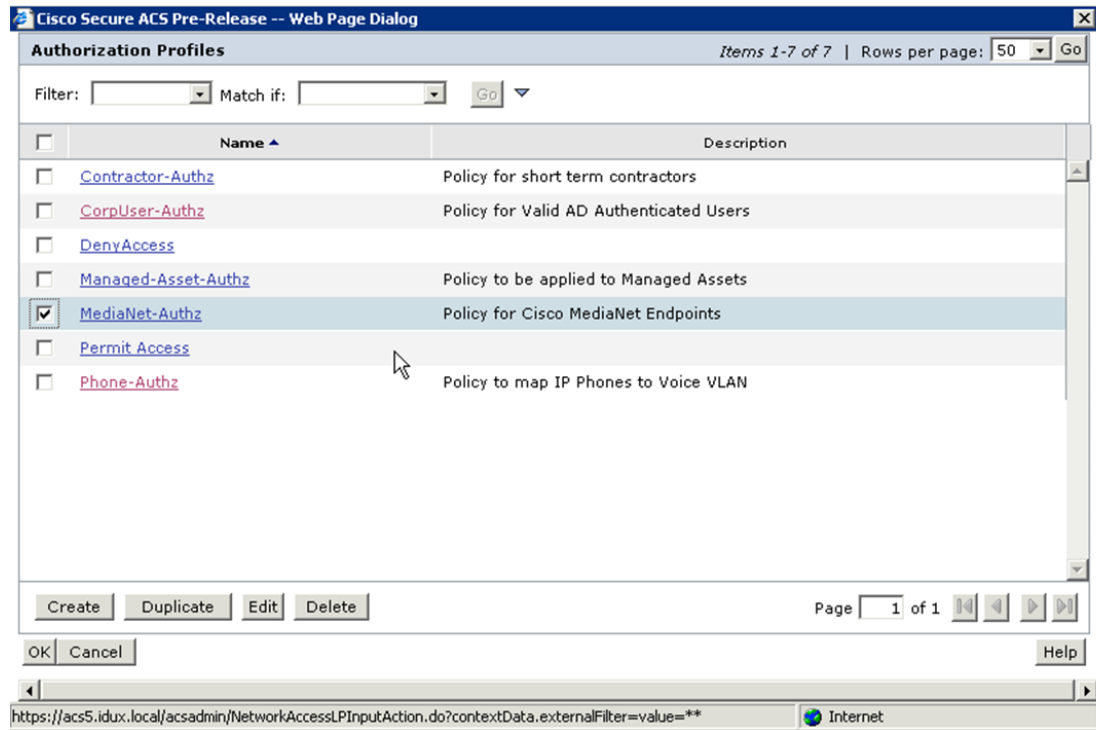 Cisco Secure ACS Pre-Release -- Web Page Dialog
Authorization Profiles Items 1-7 of 7 | Rows per page: 50 Go
Filter: Match if: Go
Name Description
Contractor-Authz Policy for short term contractors
CorpUser-Authz Policy for Valid AD Authenticated Users
DenyAccess
Managed-Asset-Authz Policy to be applied to Managed Assets
MediaNet-Authz Policy for Cisco MediaNet Endpoints
Permit Access
Phone-Authz Policy to map IP Phones to Voice VLAN
Create Duplicate Edit Delete Page 1 of 1
OK Cancel Help
https://acs5.idux.local/acsadmin/NetworkAccessLPInputAction.do?contextData.externalFilter=value=** Internet